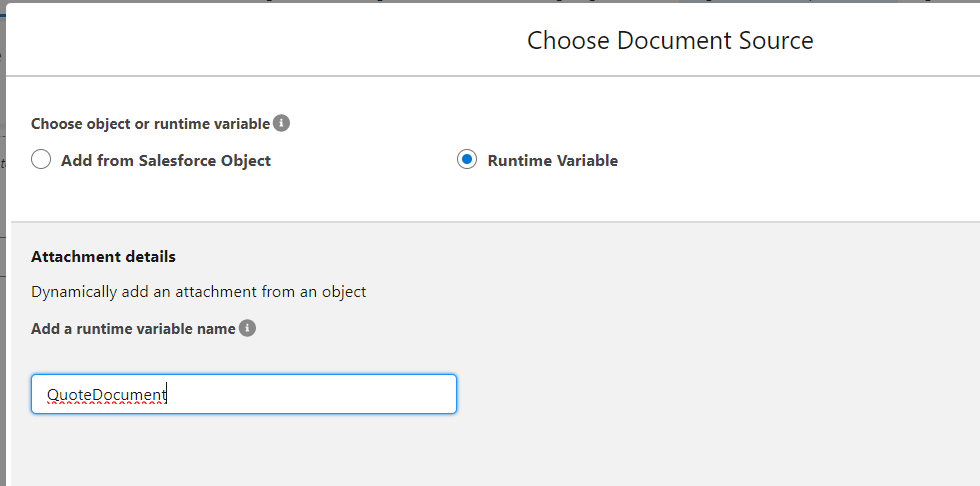 Choose Document Source
Choose object or runtime variable
Add from Salesforce Object
Runtime Variable
Attachment details
Dynamically add an attachment from an object
Add a runtime variable name
QuoteDocument